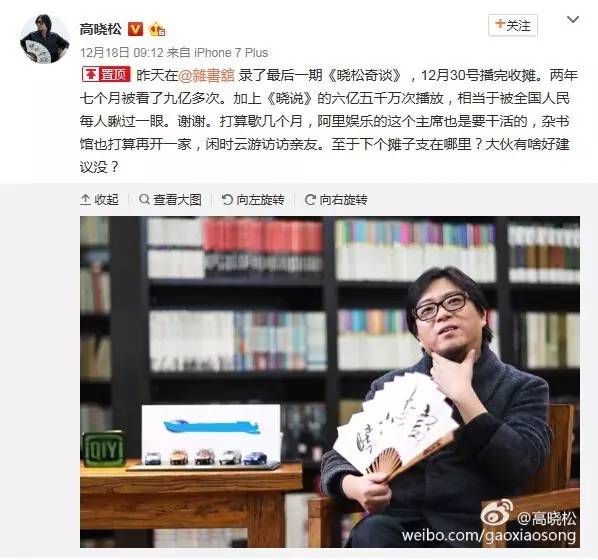 高晓松
12月18日 09:12 来自 iPhone 7 Plus
+关注
置顶 昨天在@雜書館 录了最后一期《晓松奇谈》，12月30号播完收摊。两年
七个月被看了九亿多次。加上《晓说》的六亿五千万次播放，相当于被全国人民
每人瞅过一眼。谢谢。打算歇几个月，阿里娱乐的这个主席也是要干活的，杂书
馆也打算再开一家，闲时云游访访亲友。至于下个摊子支在哪里？大伙有啥好建
议没？
收起 查看大图 向左旋转 向右旋转
QIY
@高晓松
weibo.com/gaoxiaosong